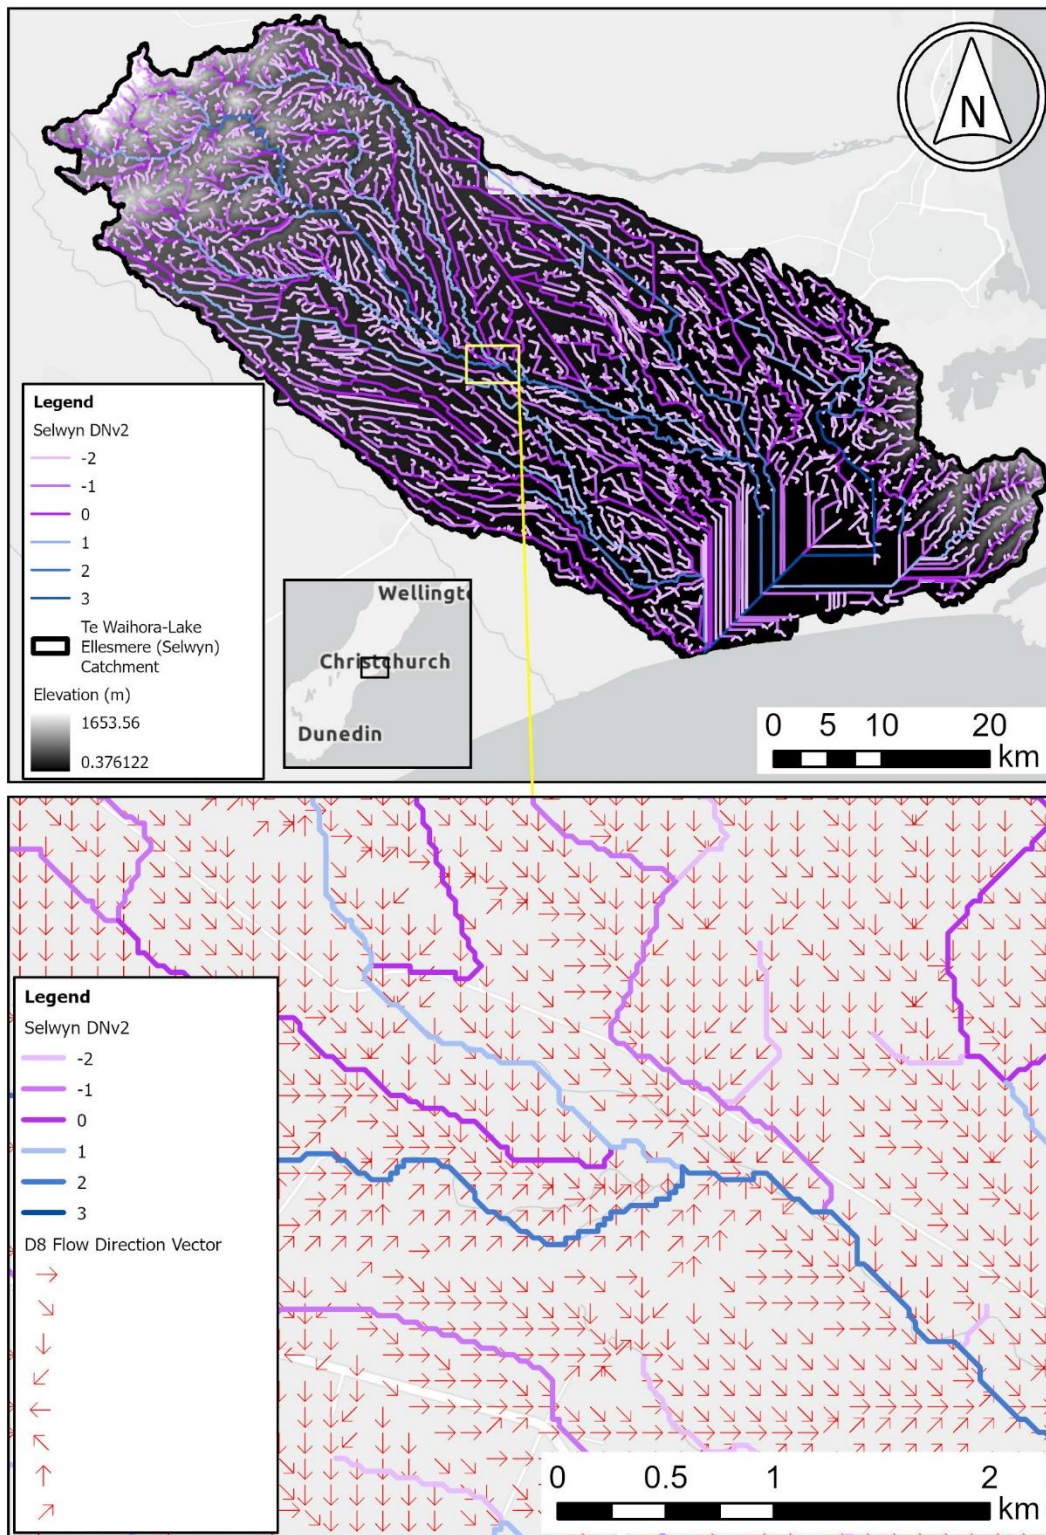 N
Legend
Selwyn DNv2
-2
-1
0
1
2
3
Te Waihora-Lake
Ellesmere (Selwyn)
Catchment
Elevation (m)
1653.56
0.376122
Wellingt
Christchurch
Dunedin
0 5 10 20
km
Legend
Selwyn DNv2
-2
-1
0
1
2
3
D8 Flow Direction Vector
0 0.5 1 2
km